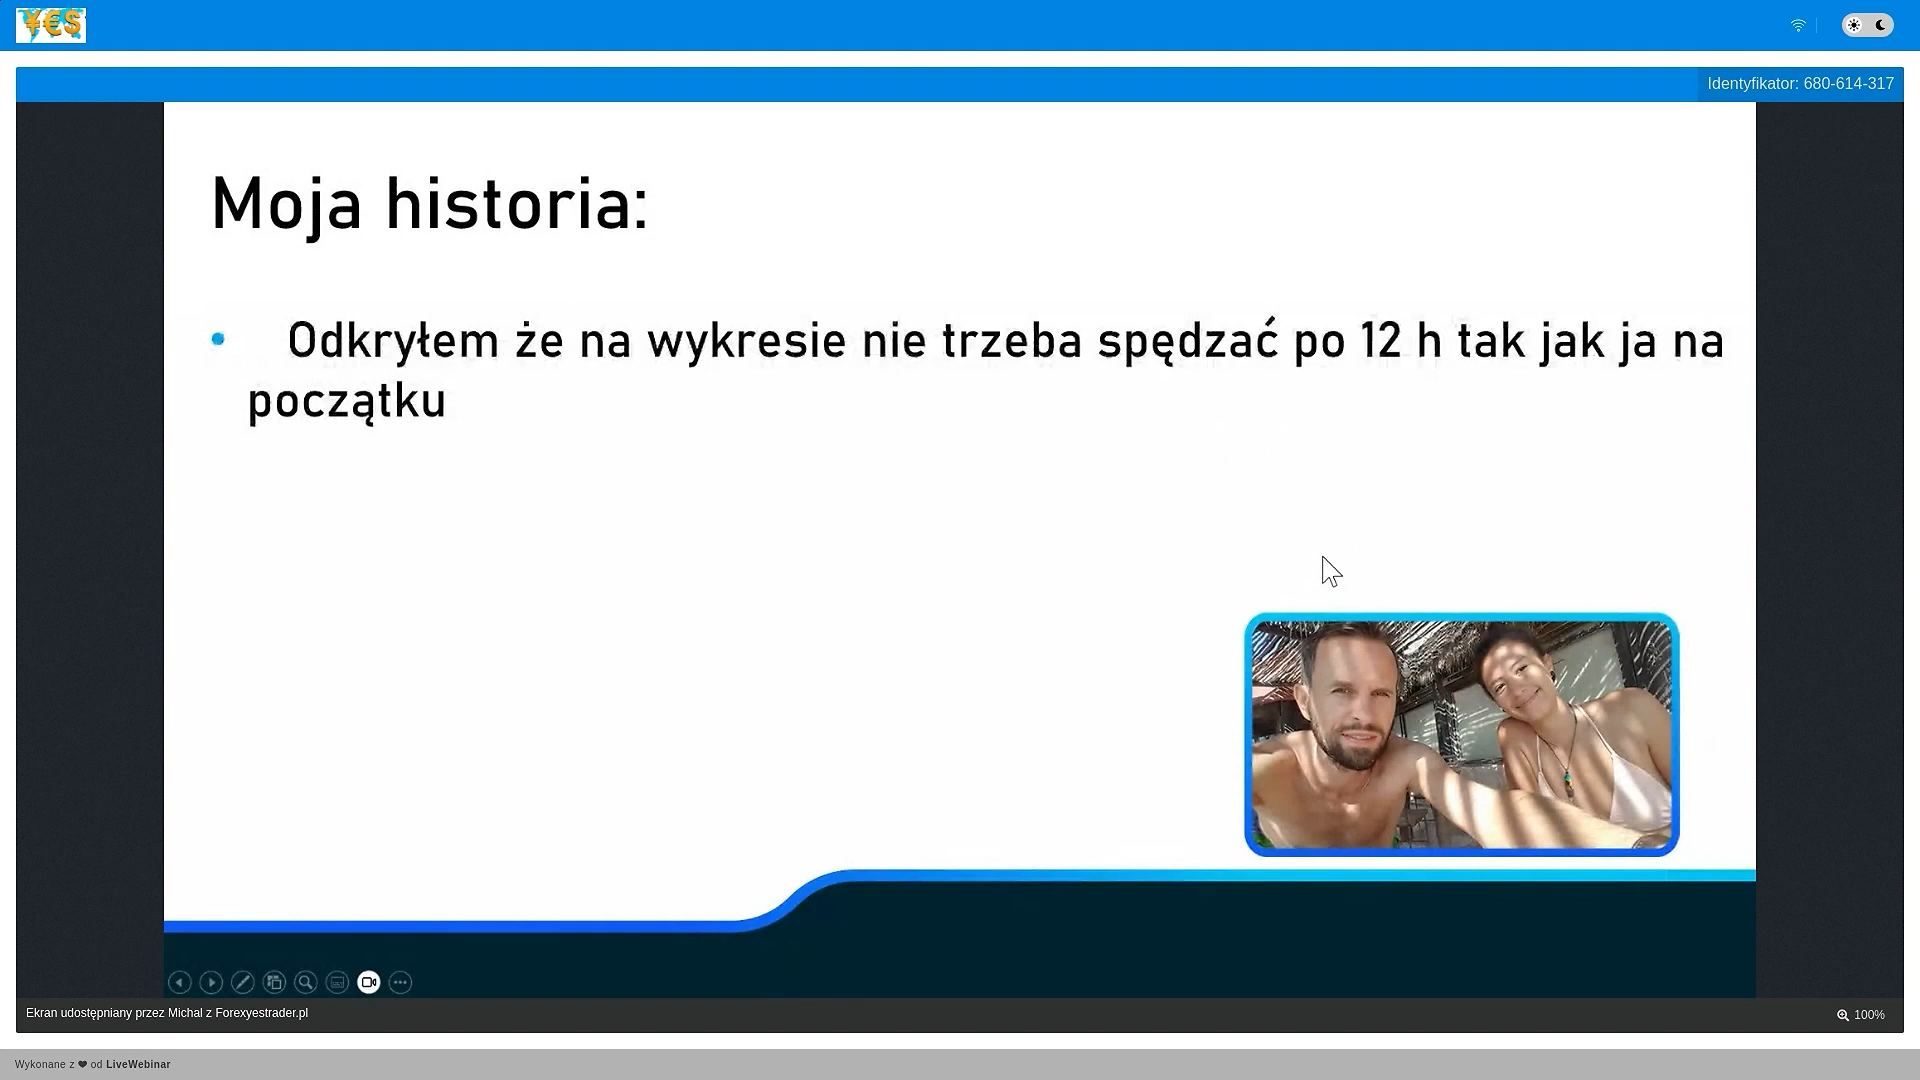 ¥€$
Identyfikator: 680-614-317
Moja historia:
• Odkryłem że na wykresie nie trzeba spędzać po 12 h tak jak ja na
początku
Ekran udostępniany przez Michal z Forexyestrader.pl
100%
Wykonane z ❤ od LiveWebinar